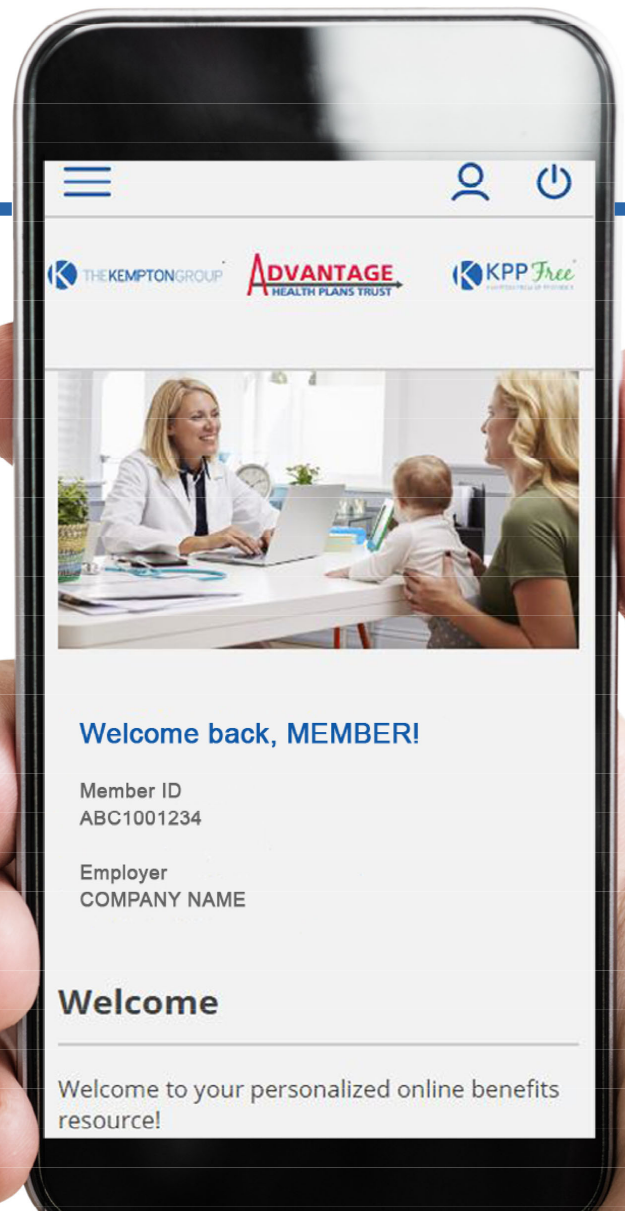 THEKEMPTONGROUP
ADVANTAGE
HEALTH PLANS TRUST
KPP Free
Welcome back, MEMBER!
Member ID
ABC1001234
Employer
COMPANY NAME
Welcome
Welcome to your personalized online benefits
resource!